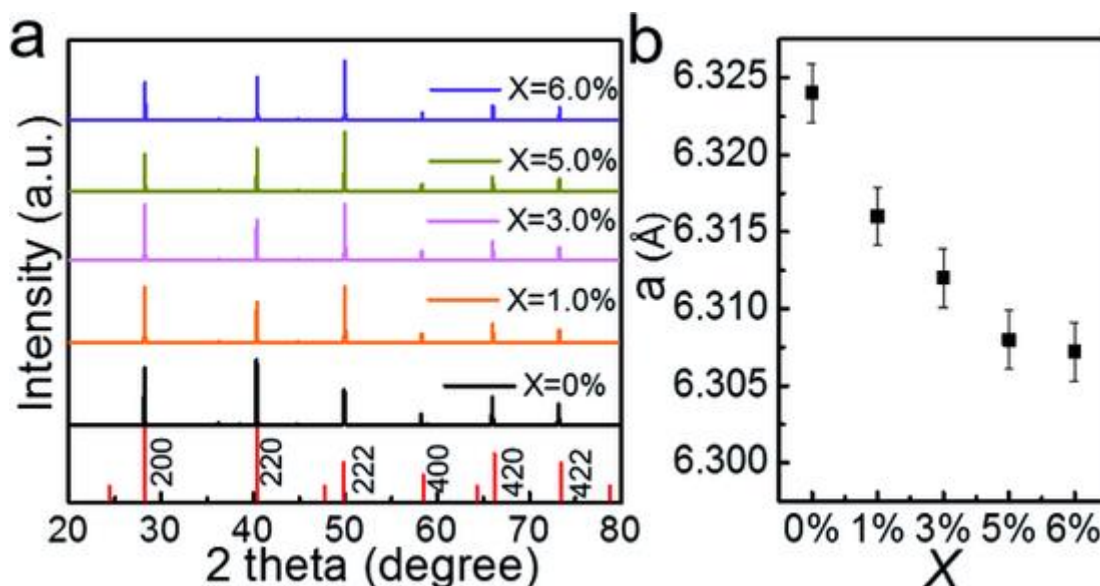 a
Intensity (a.u.)
X=6.0%
X=5.0%
X=3.0%
X=1.0%
X=0%
200
220
222
400
420
422
20 30 40 50 60 70 80
2 theta (degree)
b
a (Å)
6.325
6.320
6.315
6.310
6.305
6.300
0% 1% 3% 5% 6%
X